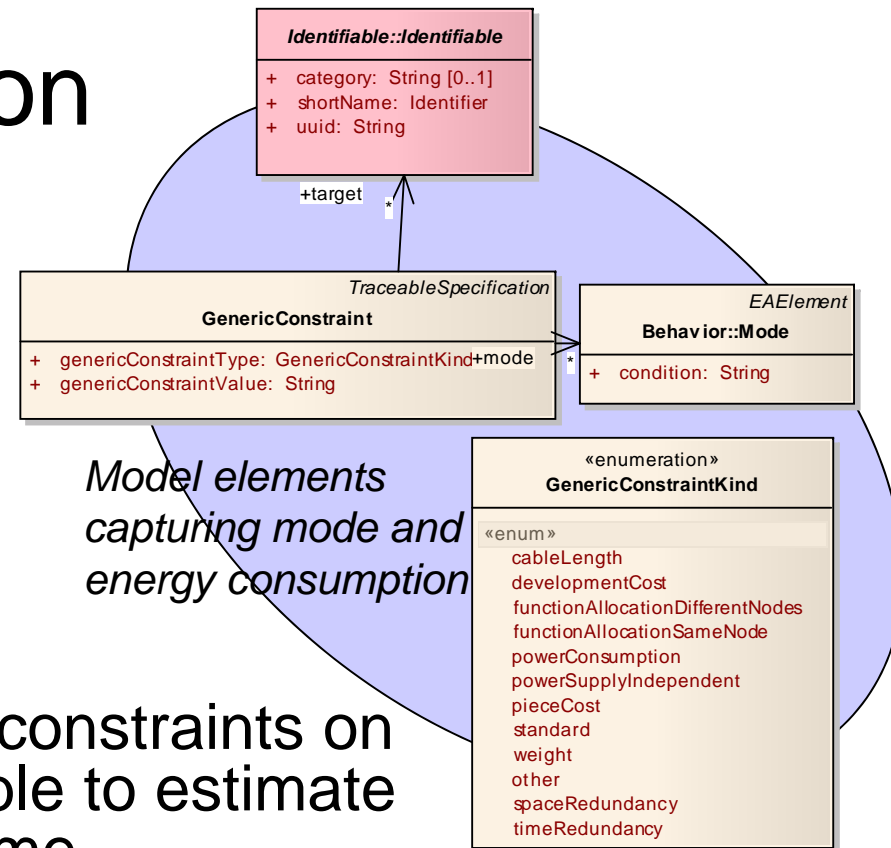 on
Identifiable::Identifiable
+ category: String [0..1]
+ shortName: Identifier
+ uuid: String
+target
*
TraceableSpecification
GenericConstraint
+ genericConstraintType: GenericConstraintKind
+ genericConstraintValue: String
+mode
*
EAElement
Behavior::Mode
+ condition: String
Model elements
capturing mode and
energy consumption
«enumeration»
GenericConstraintKind
«enum»
cableLength
developmentCost
functionAllocationDifferentNodes
functionAllocationSameNode
powerConsumption
powerSupplyIndependent
pieceCost
standard
weight
other
spaceRedundancy
timeRedundancy
constraints on
ble to estimate